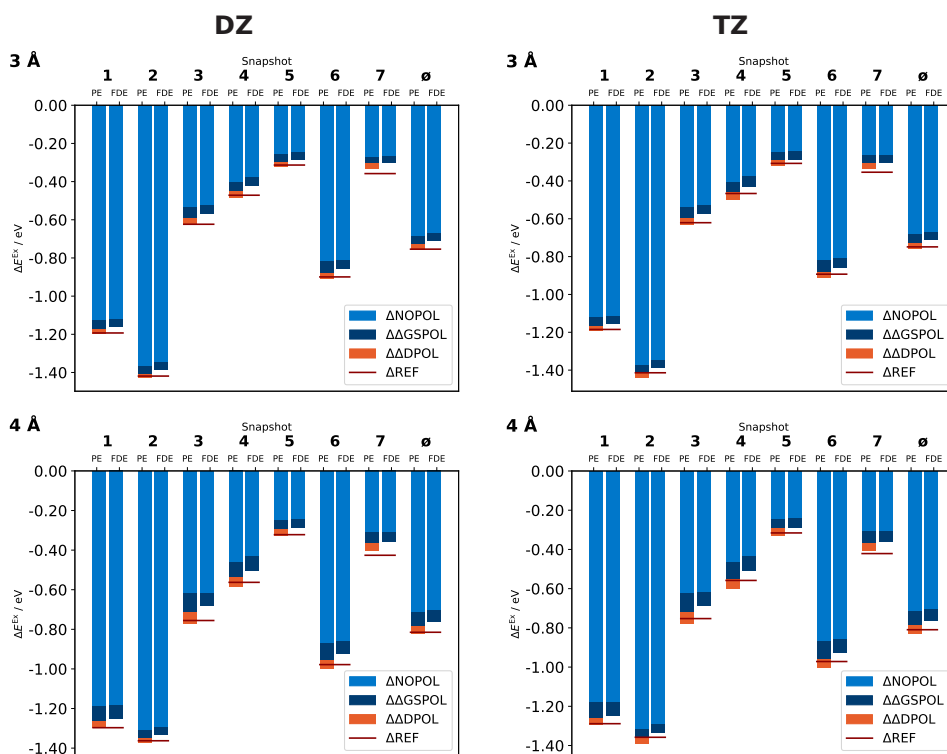 DZ
TZ
3 Å
Snapshot
1 2 3 4 5 6 7 ø
PE FDE PE FDE PE FDE PE FDE PE FDE PE FDE PE FDE PE FDE
0.00
-0.20
-0.40
-0.60
-0.80
-1.00
-1.20
-1.40
ΔE^Ex / eV
ΔNOPOL
ΔΔGSPOL
ΔΔDPOL
ΔREF
3 Å
Snapshot
1 2 3 4 5 6 7 ø
PE FDE PE FDE PE FDE PE FDE PE FDE PE FDE PE FDE PE FDE
0.00
-0.20
-0.40
-0.60
-0.80
-1.00
-1.20
-1.40
ΔE^Ex / eV
ΔNOPOL
ΔΔGSPOL
ΔΔDPOL
ΔREF
4 Å
Snapshot
1 2 3 4 5 6 7 ø
PE FDE PE FDE PE FDE PE FDE PE FDE PE FDE PE FDE PE FDE
0.00
-0.20
-0.40
-0.60
-0.80
-1.00
-1.20
-1.40
ΔE^Ex / eV
ΔNOPOL
ΔΔGSPOL
ΔΔDPOL
ΔREF
4 Å
Snapshot
1 2 3 4 5 6 7 ø
PE FDE PE FDE PE FDE PE FDE PE FDE PE FDE PE FDE PE FDE
0.00
-0.20
-0.40
-0.60
-0.80
-1.00
-1.20
-1.40
ΔE^Ex / eV
ΔNOPOL
ΔΔGSPOL
ΔΔDPOL
ΔREF